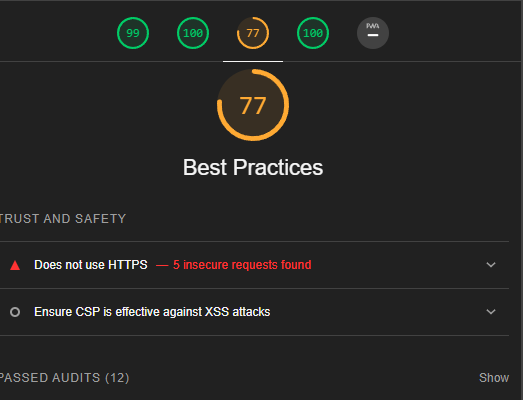 99 100 77 100 PWA
77
Best Practices
TRUST AND SAFETY
Does not use HTTPS — 5 insecure requests found
Ensure CSP is effective against XSS attacks
PASSED AUDITS (12) Show